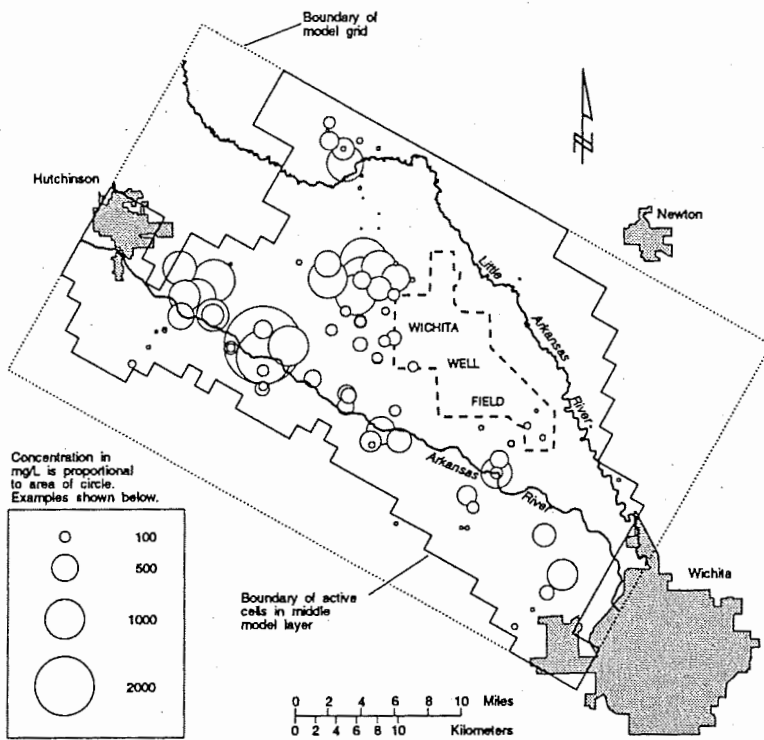 Boundary of
model grid
N
Hutchinson
Newton
Little
Arkansas
River
WICHITA
WELL
FIELD
Arkansas
River
Concentration in
mg/L is proportional
to area of circle.
Examples shown below.
100
500
1000
2000
Boundary of active
cells in middle
model layer
Wichita
0 2 4 6 8 10 Miles
0 2 4 6 8 10
Kilometers